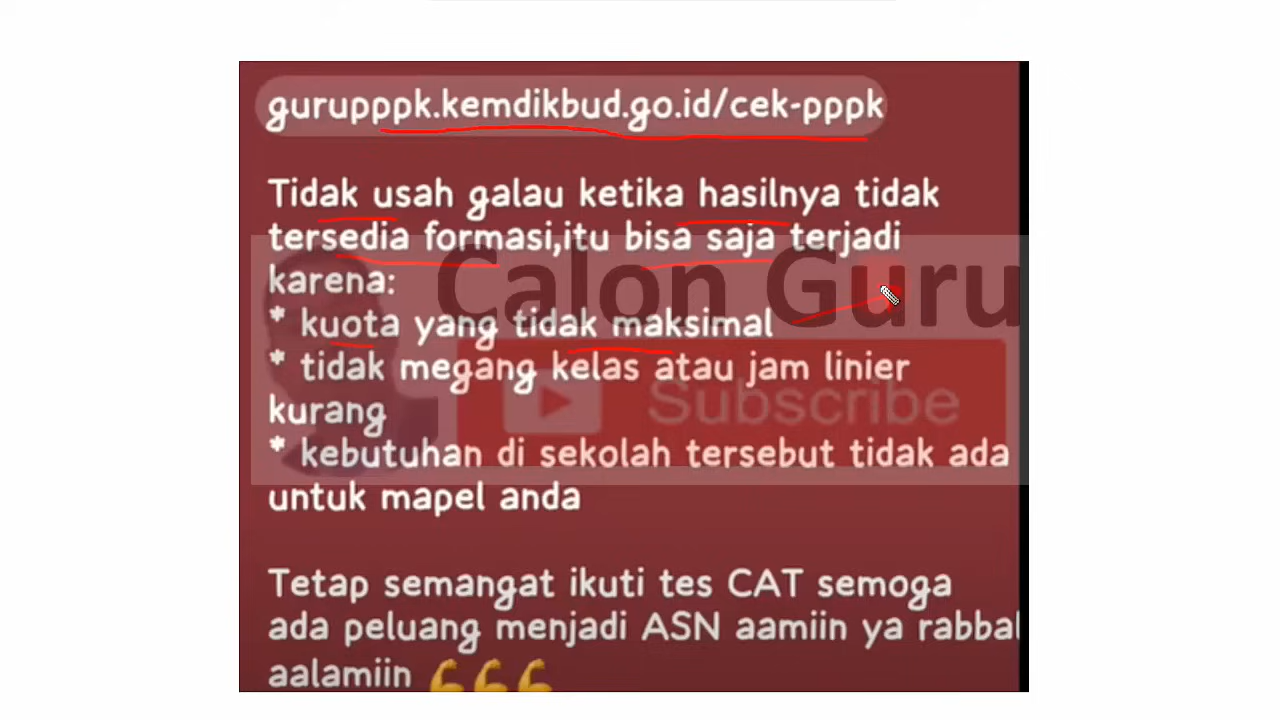 gurupppk.kemdikbud.go.id/cek-pppk
Tidak usah galau ketika hasilnya tidak
tersedia formasi,itu bisa saja terjadi
karena:
Calon Guru
* kuota yang tidak maksimal
* tidak megang kelas atau jam linier
kurang
Subscribe
* kebutuhan di sekolah tersebut tidak ada
untuk mapel anda
Tetap semangat ikuti tes CAT semoga
ada peluang menjadi ASN aamiin ya rabbal
aalamiin 💪💪💪